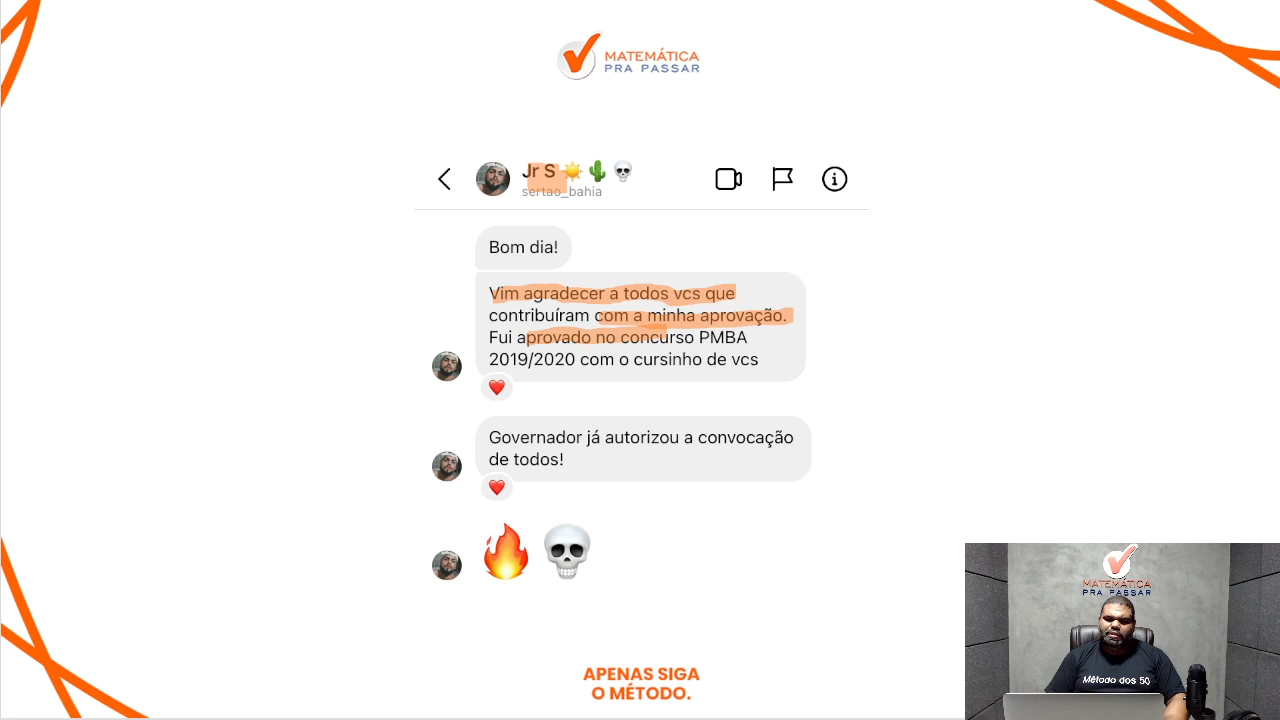 MATEMÁTICA
PRA PASSAR
Jr S
sertao_bahia
Bom dia!
Vim agradecer a todos vcs que
contribuíram com a minha aprovação.
Fui aprovado no concurso PMBA
2019/2020 com o cursinho de vcs
Governador já autorizou a convocação
de todos!
MATEMÁTICA
PRA PASSAR
Método dos 50
APENAS SIGA
O MÉTODO.